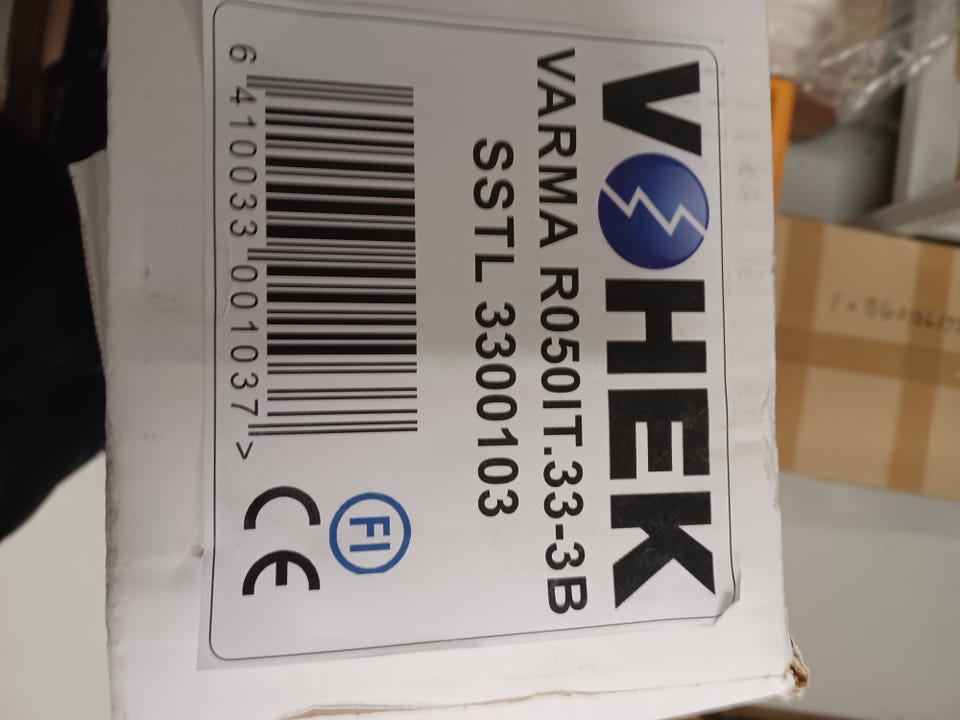 VOHEK
VARMA R050IT.33-3B
SSTL 3300103
6 410033 001037 >
FI
CE